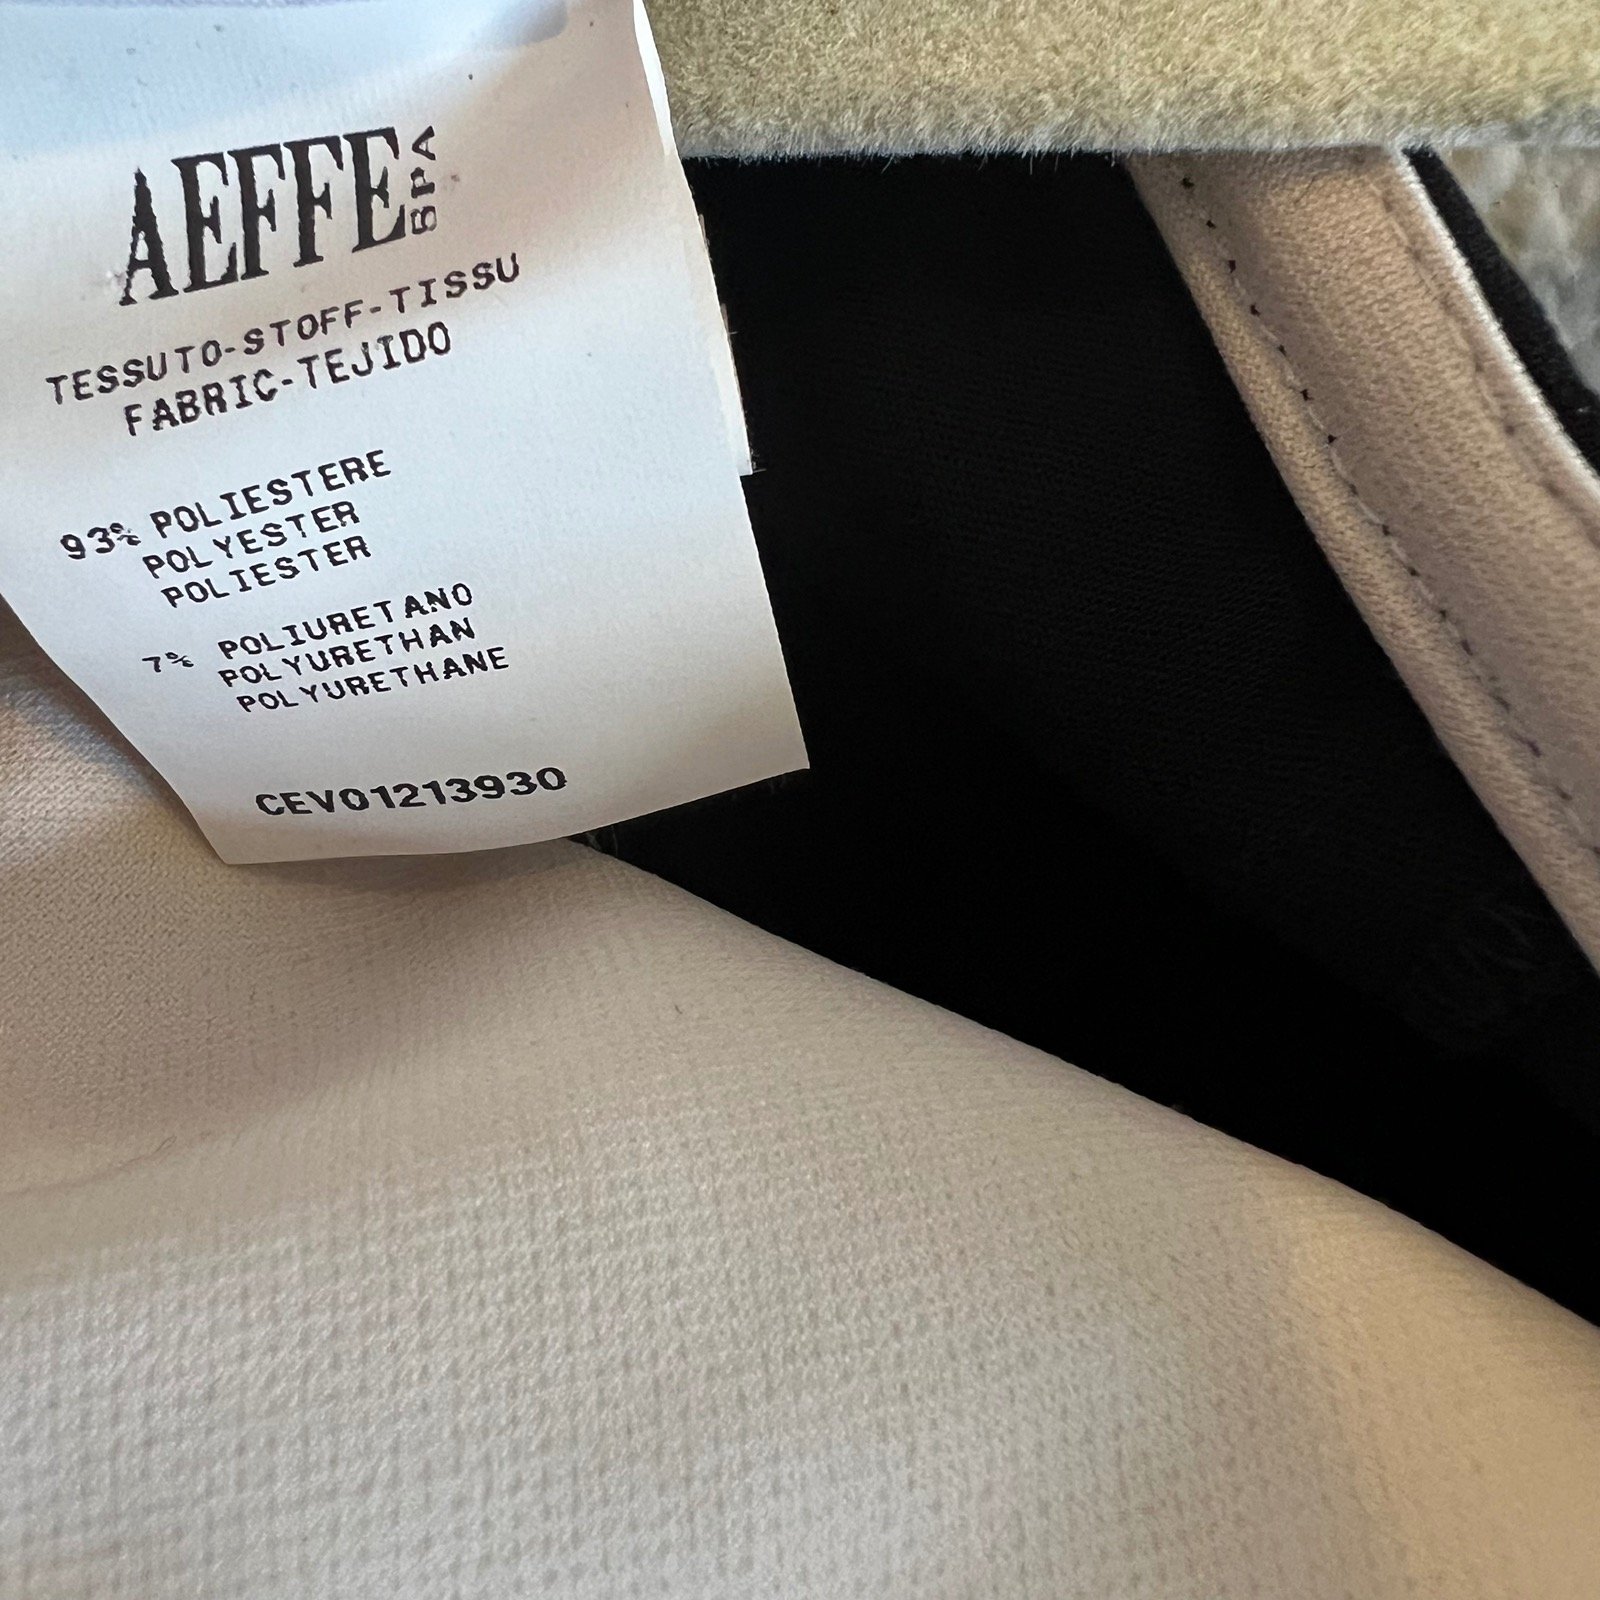 AEFFE SPA
TESSUTO-STOFF-TISSU
FABRIC-TEJIDO
93% POLIESTERE
POLYESTER
POLIESTER
7% POLIURETANO
POLYURETHAN
POLYURETHANE
CEV01213930